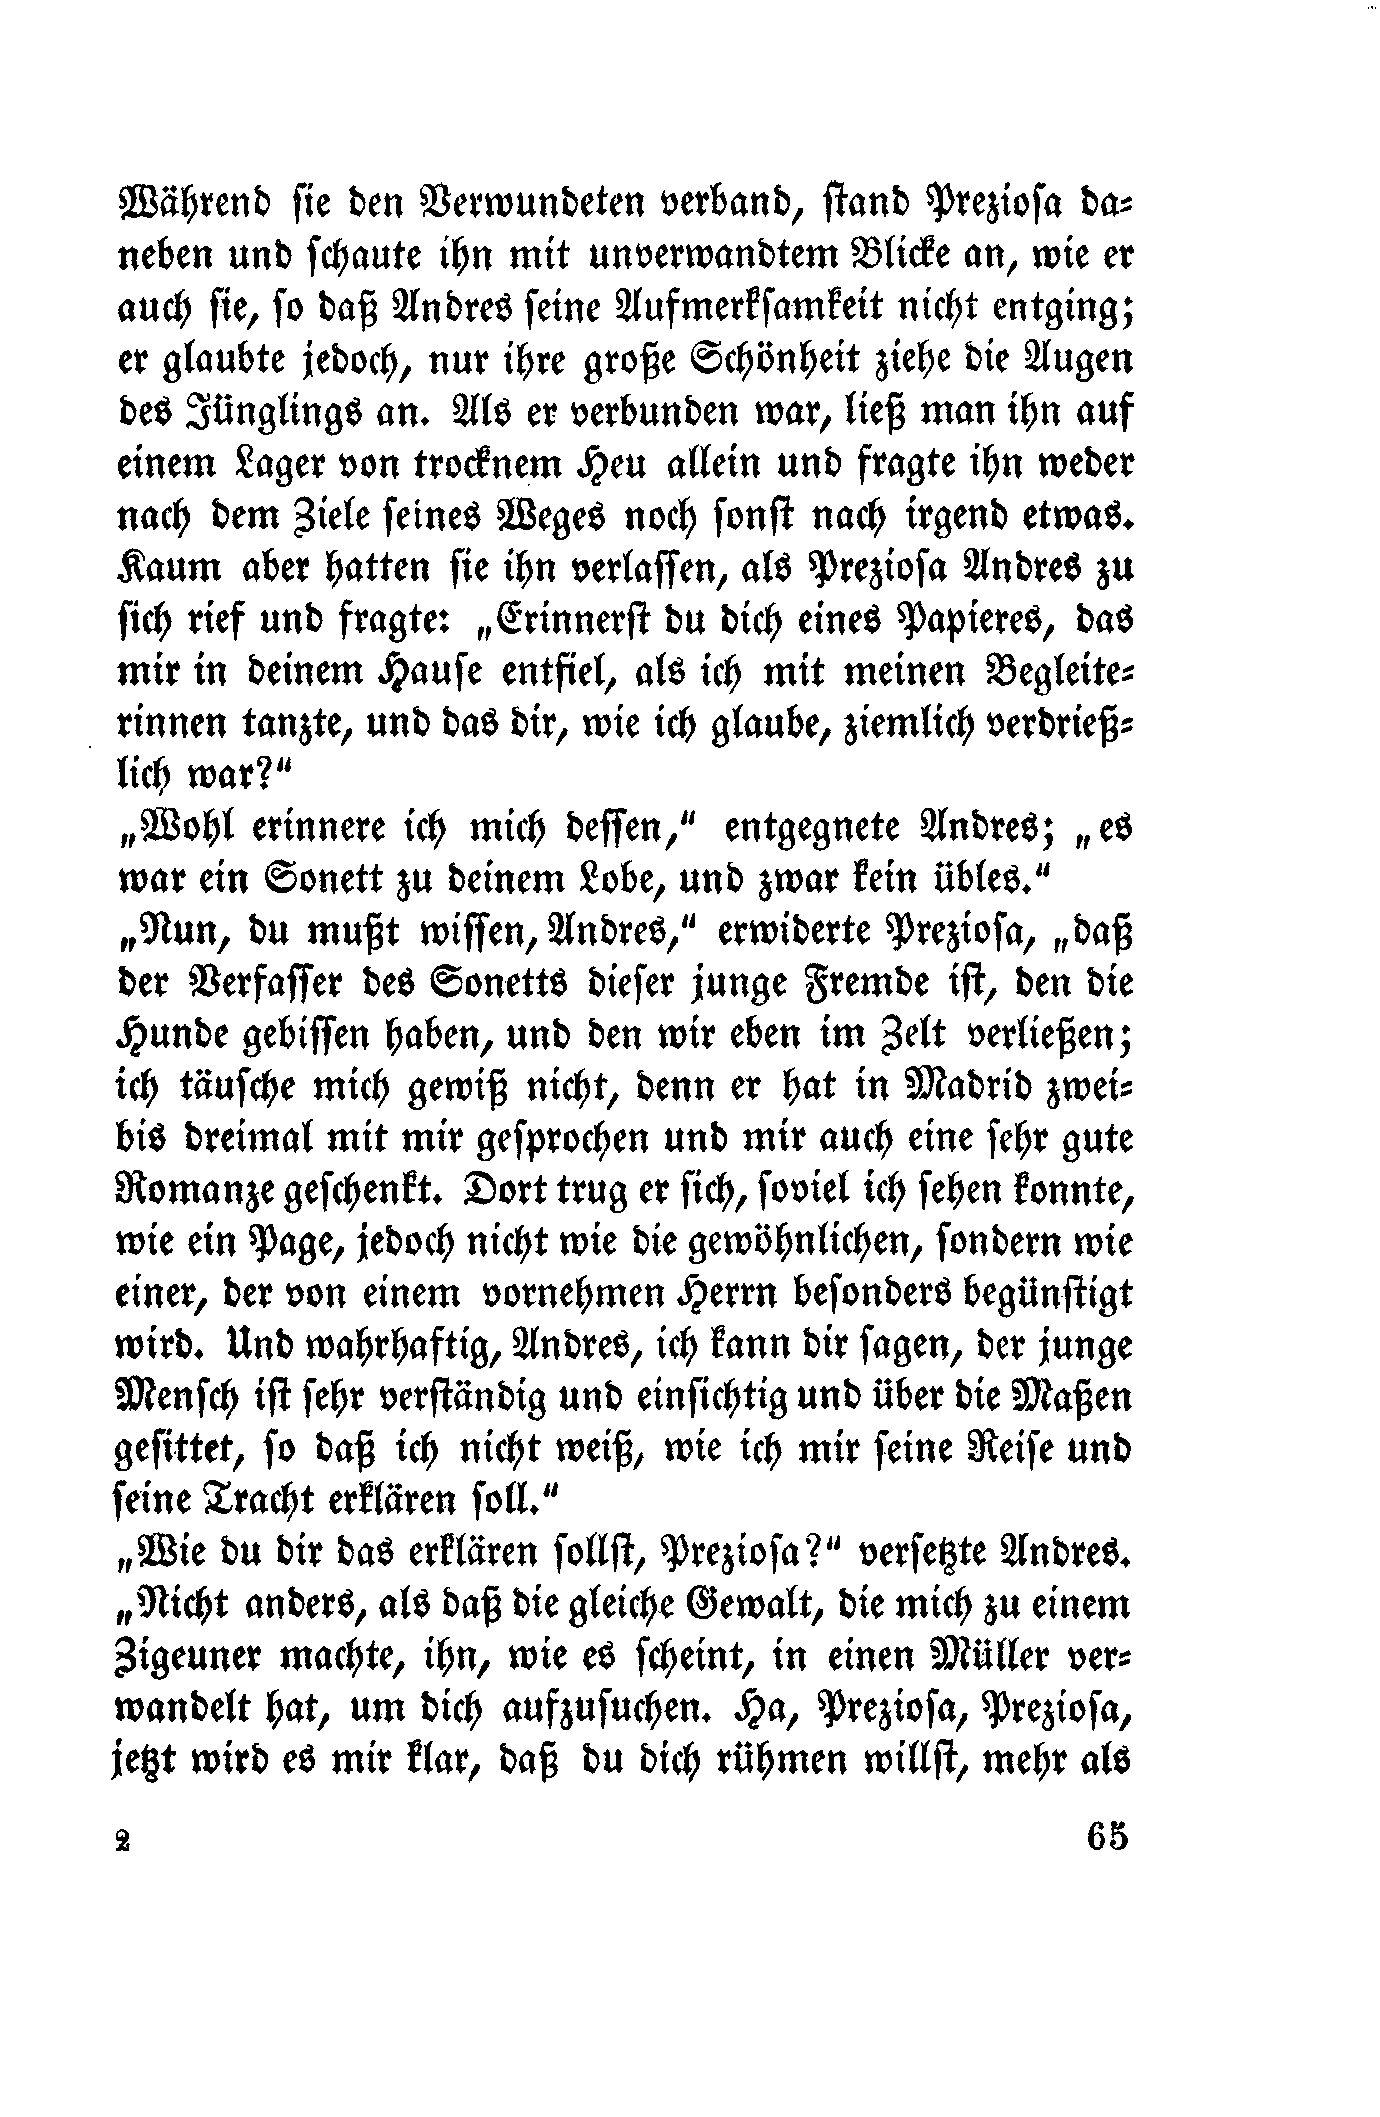 Während sie den Verwundeten verband, stand Preziosa da-
neben und schaute ihn mit unverwandtem Blicke an, wie er
auch sie, so daß Andres seine Aufmerksamkeit nicht entging;
er glaubte jedoch, nur ihre große Schönheit ziehe die Augen
des Jünglings an. Als er verbunden war, ließ man ihn auf
einem Lager von trocknem Heu allein und fragte ihn weder
nach dem Ziele seines Weges noch sonst nach irgend etwas.
Kaum aber hatten sie ihn verlassen, als Preziosa Andres zu
sich rief und fragte: „Erinnerst du dich eines Papieres, das
mir in deinem Hause entfiel, als ich mit meinen Begleite-
rinnen tanzte, und das dir, wie ich glaube, ziemlich verdrieß-
lich war?“
„Wohl erinnere ich mich dessen,“ entgegnete Andres; „es
war ein Sonett zu deinem Lobe, und zwar kein übles.“
„Nun, du mußt wissen, Andres,“ erwiderte Preziosa, „daß
der Verfasser des Sonetts dieser junge Fremde ist, den die
Hunde gebissen haben, und den wir eben im Zelt verließen;
ich täusche mich gewiß nicht, denn er hat in Madrid zwei-
bis dreimal mit mir gesprochen und mir auch eine sehr gute
Romanze geschenkt. Dort trug er sich, soviel ich sehen konnte,
wie ein Page, jedoch nicht wie die gewöhnlichen, sondern wie
einer, der von einem vornehmen Herrn besonders begünstigt
wird. Und wahrhaftig, Andres, ich kann dir sagen, der junge
Mensch ist sehr verständig und einsichtig und über die Maßen
gesittet, so daß ich nicht weiß, wie ich mir seine Reise und
seine Tracht erklären soll.“
„Wie du dir das erklären sollst, Preziosa?“ versetzte Andres.
„Nicht anders, als daß die gleiche Gewalt, die mich zu einem
Zigeuner machte, ihn, wie es scheint, in einen Müller ver-
wandelt hat, um dich aufzusuchen. Ha, Preziosa, Preziosa,
jetzt wird es mir klar, daß du dich rühmen willst, mehr als
2 65